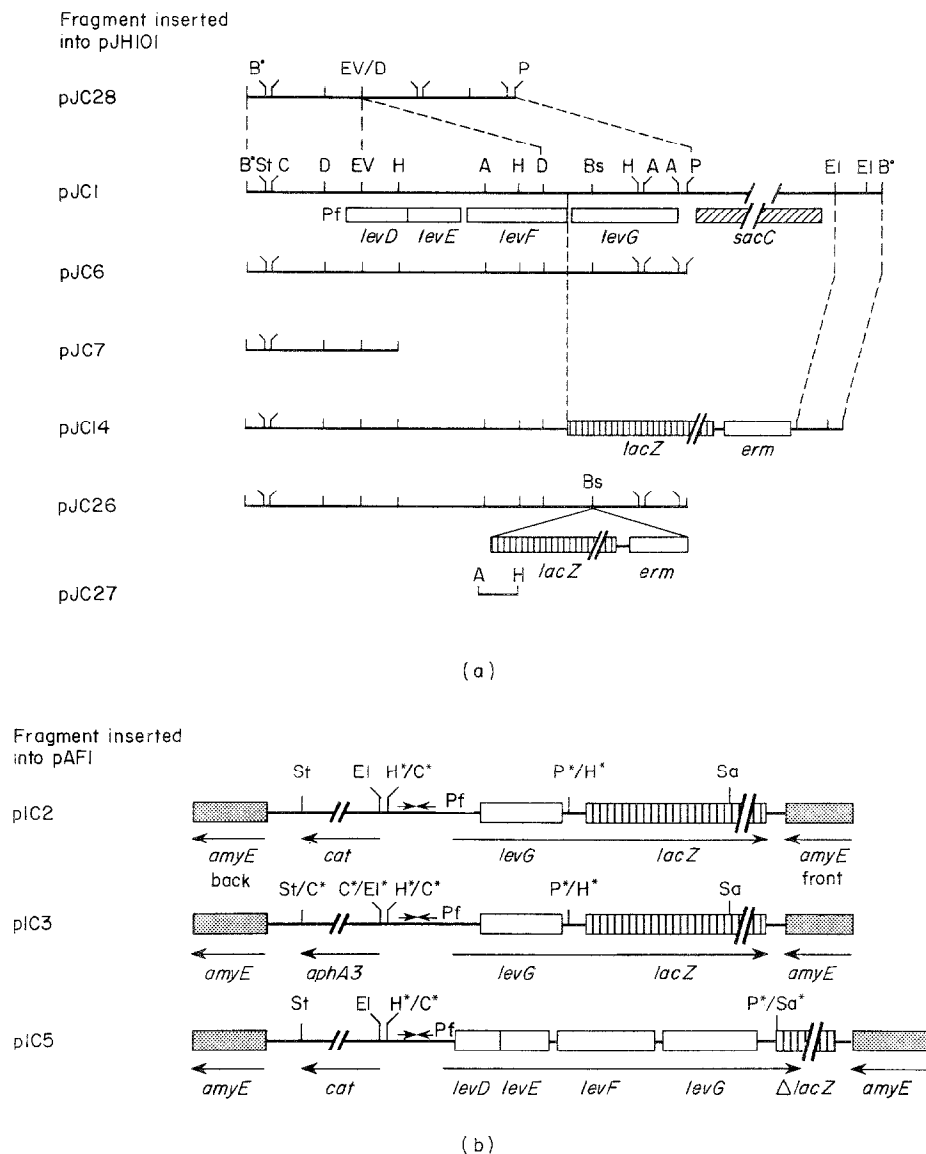 Fragment inserted
into pJH101
B* EV/D P
pJC28
B* St C D EV H A H D Bs H A A P EI EI B*
pJC1
Pf
levD levE levF levG sacC
pJC6
pJC7
pJC14
lacZ erm
Bs
pJC26
lacZ erm
A H
pJC27
(a)
Fragment inserted
into pAF1
St EI H*/C* Pf P*/H* Sa
pIC2
amyE cat levG lacZ amyE
back front
St/C* C*/EI* H*/C* Pf P*/H* Sa
pIC3
amyE aphA3 levG lacZ amyE
St EI H*/C* Pf P*/Sa*
pIC5
amyE cat levD levE levF levG ΔlacZ amyE
(b)